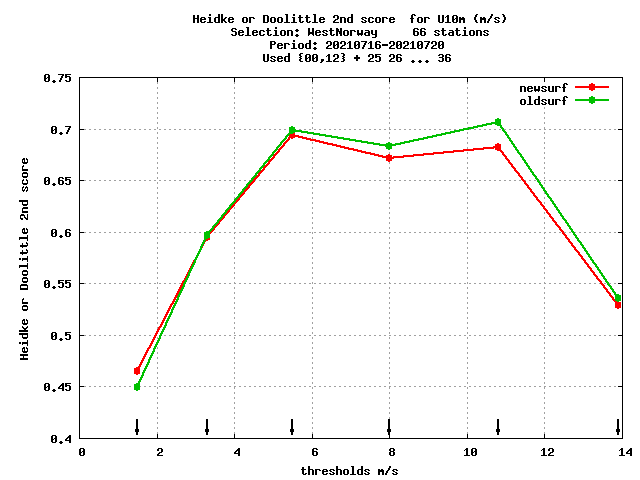 Heidke or Doolittle 2nd score  for U10m (m/s)
Selection: WestNorway     66 stations
Period: 20210716-20210720
Used {00,12} + 25 26 ... 36
0.75
newsurf
oldsurf
0.7
0.65
0.6
0.55
0.5
0.45
0.4
Heidke or Doolittle 2nd score
0 2 4 6 8 10 12 14
thresholds m/s